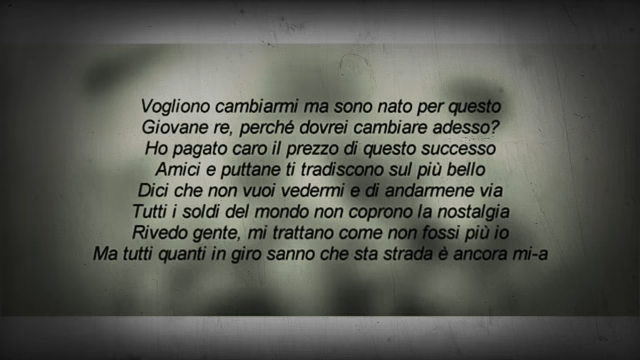 Vogliono cambiarmi ma sono nato per questo
Giovane re, perché dovrei cambiare adesso?
Ho pagato caro il prezzo di questo successo
Amici e puttane ti tradiscono sul più bello
Dici che non vuoi vedermi e di andarmene via
Tutti i soldi del mondo non coprono la nostalgia
Rivedo gente, mi trattano come non fossi più io
Ma tutti quanti in giro sanno che sta strada è ancora mi-a